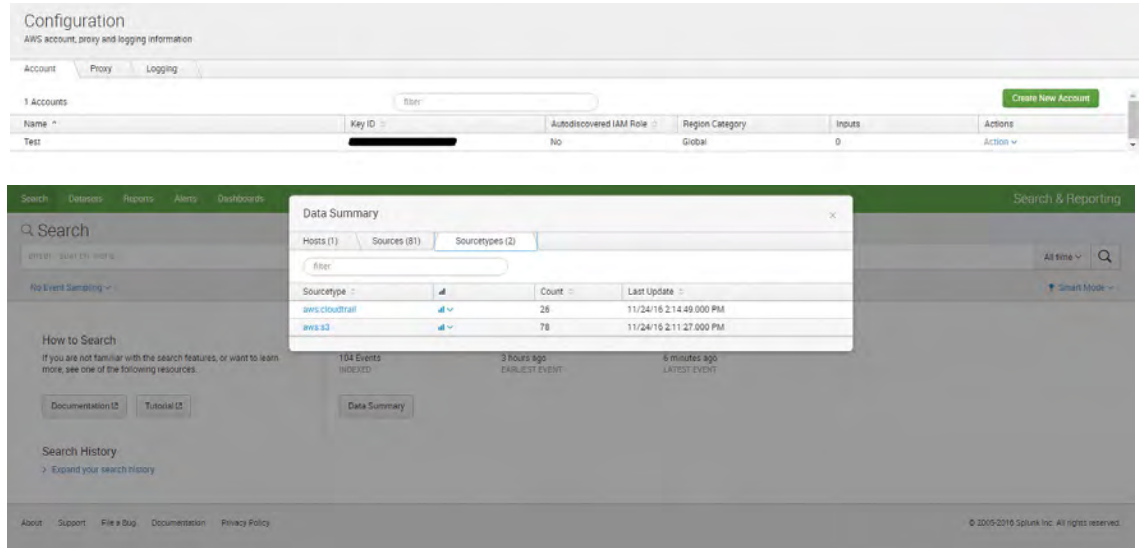 Configuration
AWS account, proxy and logging information
Account Proxy Logging
1 Accounts filter Create New Account
Name Key ID Autodiscovered IAM Role Region Category Inputs Actions
Test No Global 0 Action
Search Datasets Reports Alerts Dashboards Search & Reporting
Data Summary
Search
Hosts (1) Sources (81) Sourcetypes (2)
enter search here... All time
filter
No Event Sampling Smart Mode
Sourcetype Count Last Update
aws:cloudtrail 26 11/24/16 2:14:49.000 PM
aws:s3 78 11/24/16 2:11:27.000 PM
How to Search
If you are not familiar with the search features, or want to learn
more, see one of the following resources.
104 Events 3 hours ago 6 minutes ago
INDEXED EARLIEST EVENT LATEST EVENT
Documentation Tutorial Data Summary
Search History
> Expand your search history
About Support File a Bug Documentation Privacy Policy © 2005-2016 Splunk Inc. All rights reserved.